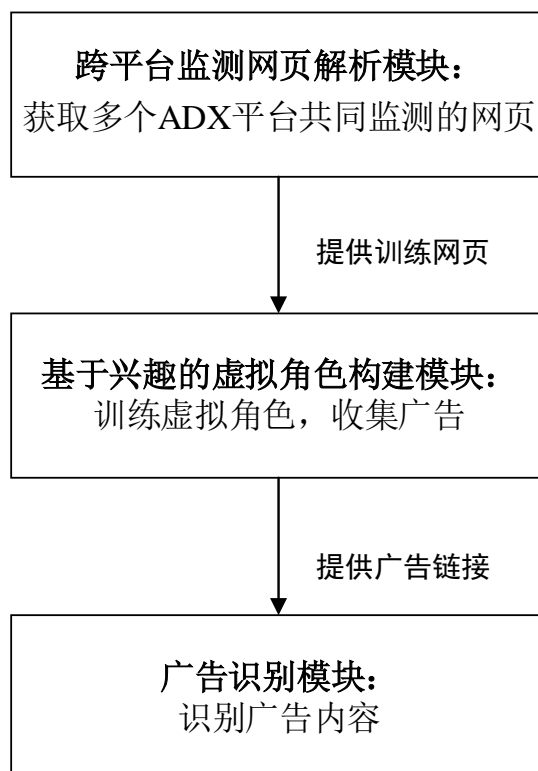 跨平台监测网页解析模块：
获取多个ADX平台共同监测的网页
提供训练网页
基于兴趣的虚拟角色构建模块：
训练虚拟角色，收集广告
提供广告链接
广告识别模块：
识别广告内容